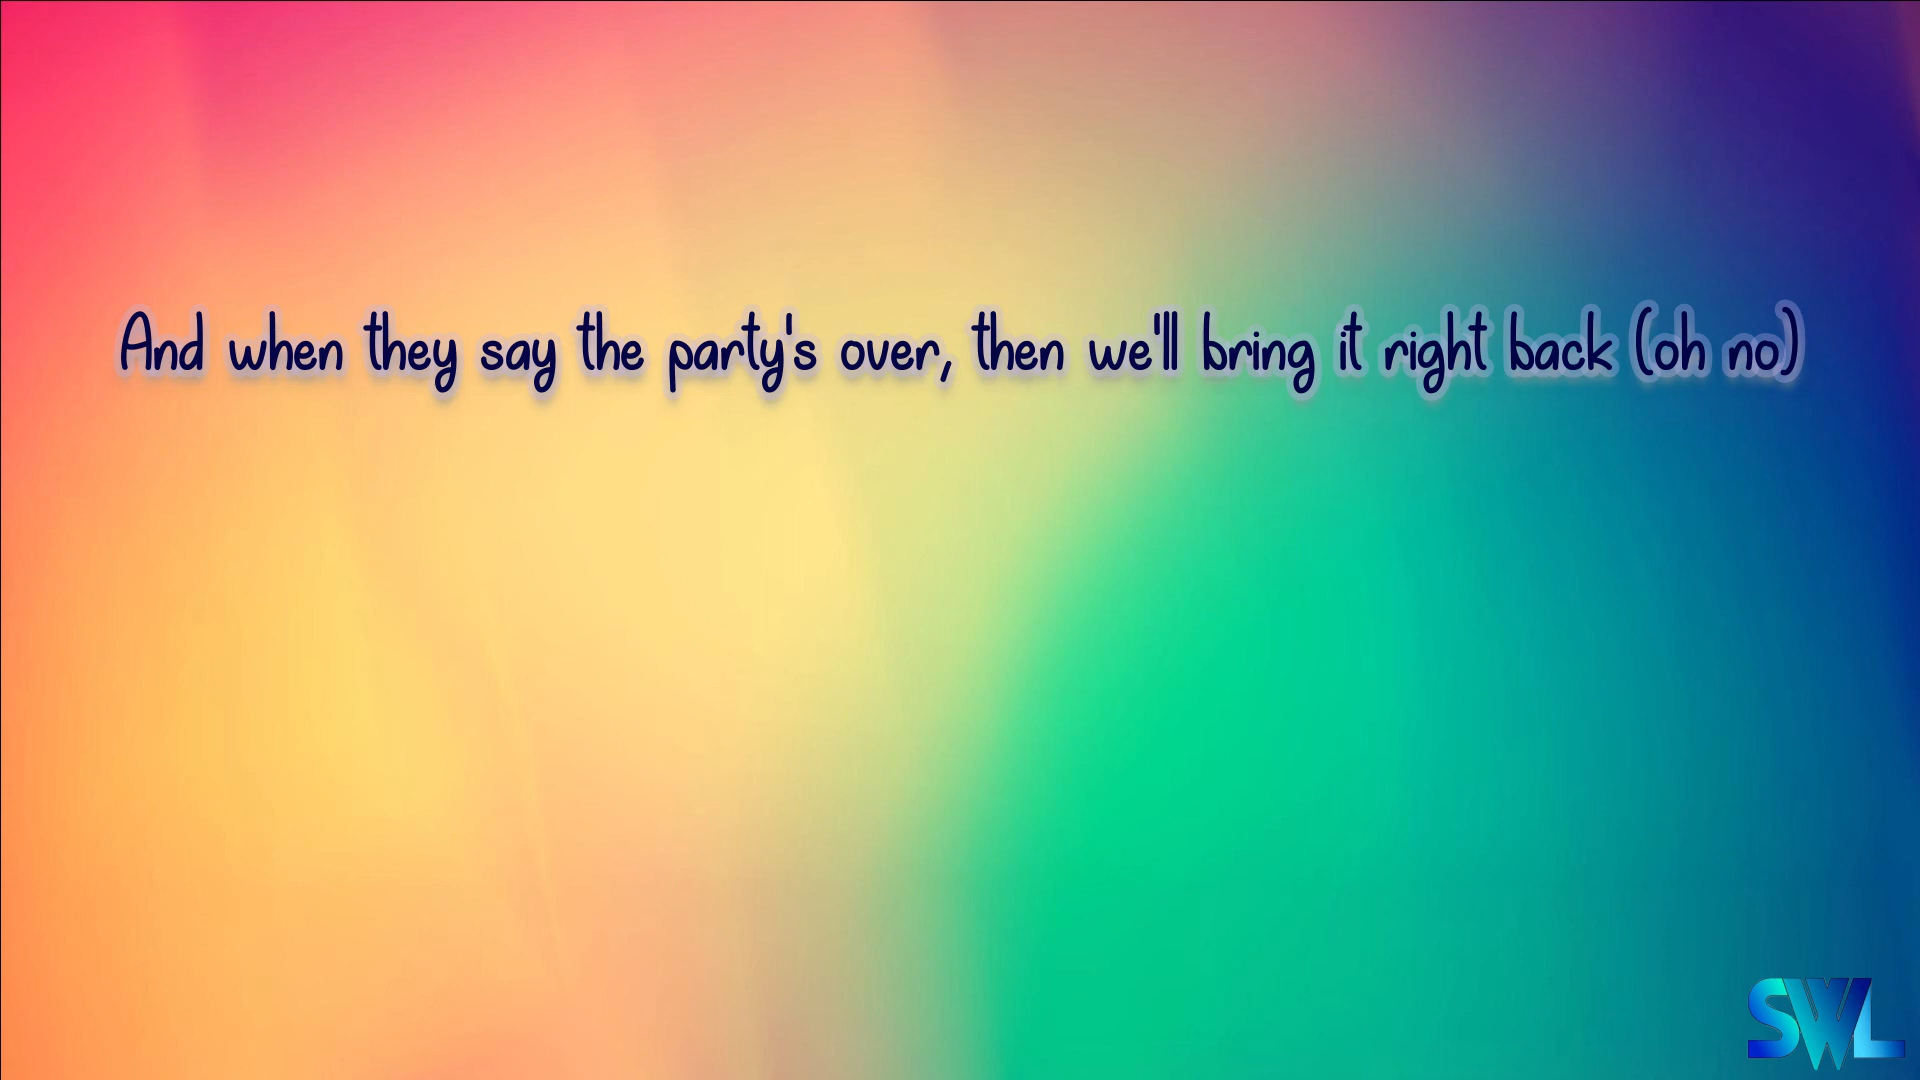 And when they say the party's over, then we'll bring it right back (oh no)
SWL